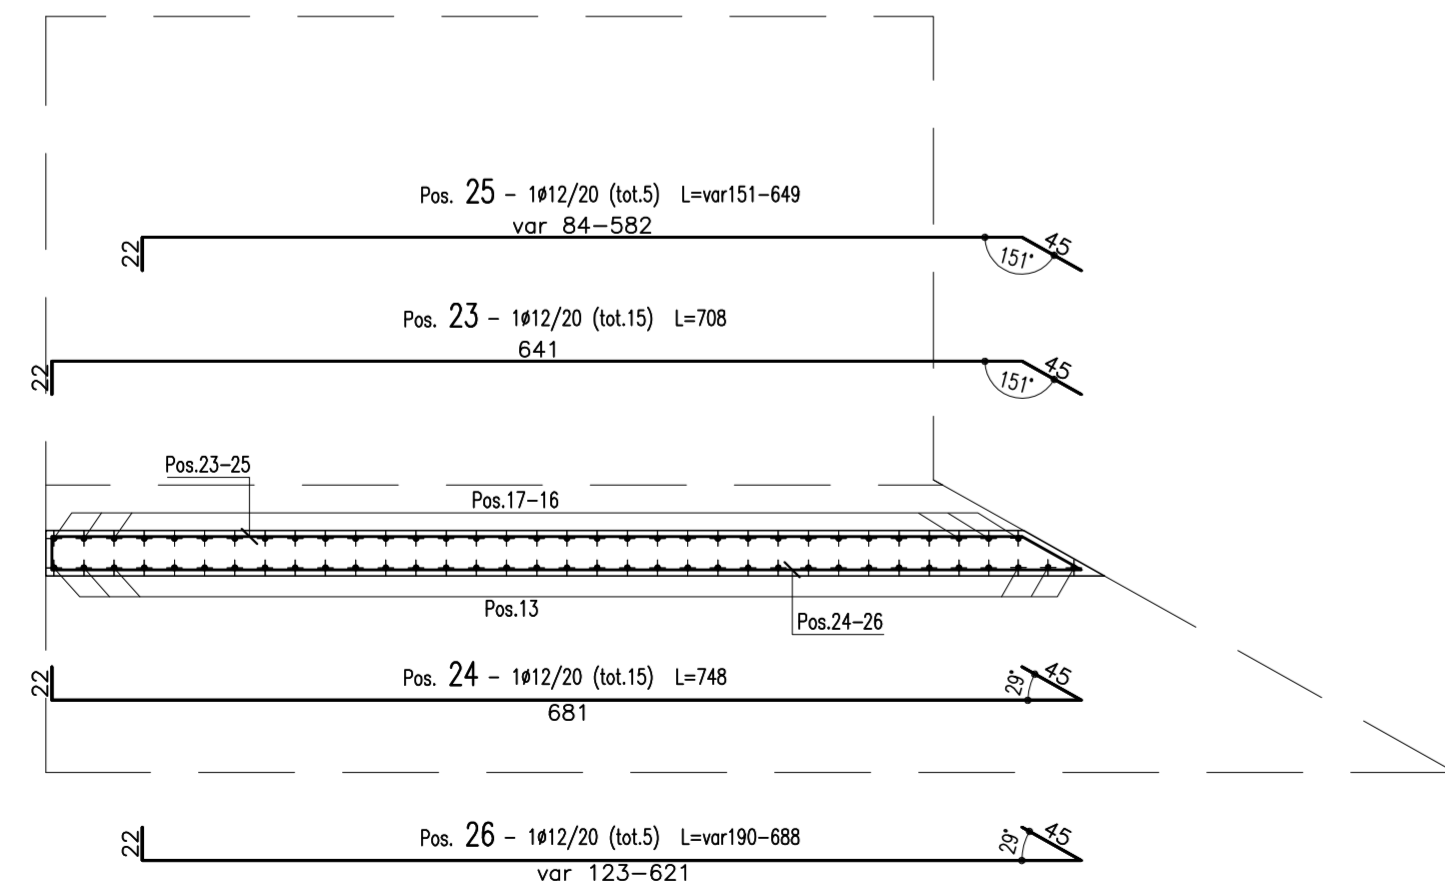 Pos. 25 - 1ø12/20 (tot.5) L=var151-649
var 84-582
22
45
151°
Pos. 23 - 1ø12/20 (tot.15) L=708
641
22
45
151°
Pos.23-25
Pos.17-16
Pos.13
Pos.24-26
Pos. 24 - 1ø12/20 (tot.15) L=748
22
29°
45
681
Pos. 26 - 1ø12/20 (tot.5) L=var190-688
22
29°
45
var 123-621